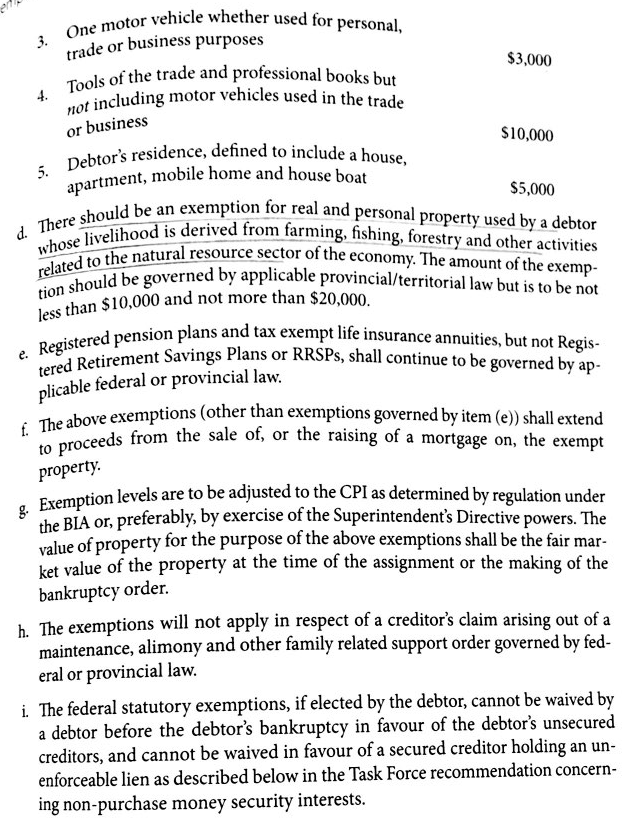 3. One motor vehicle whether used for personal,
trade or business purposes
$3,000
4. Tools of the trade and professional books but
not including motor vehicles used in the trade
or business
$10,000
5. Debtor's residence, defined to include a house,
apartment, mobile home and house boat
$5,000
d. There should be an exemption for real and personal property used by a debtor
whose livelihood is derived from farming, fishing, forestry and other activities
related to the natural resource sector of the economy. The amount of the exemp-
tion should be governed by applicable provincial/territorial law but is to be not
less than $10,000 and not more than $20,000.
e. Registered pension plans and tax exempt life insurance annuities, but not Regis-
tered Retirement Savings Plans or RRSPs, shall continue to be governed by ap-
plicable federal or provincial law.
f. The above exemptions (other than exemptions governed by item (e)) shall extend
to proceeds from the sale of, or the raising of a mortgage on, the exempt
property.
g. Exemption levels are to be adjusted to the CPI as determined by regulation under
the BIA or, preferably, by exercise of the Superintendent's Directive powers. The
value of property for the purpose of the above exemptions shall be the fair mar-
ket value of the property at the time of the assignment or the making of the
bankruptcy order.
h. The exemptions will not apply in respect of a creditor's claim arising out of a
maintenance, alimony and other family related support order governed by fed-
eral or provincial law.
i. The federal statutory exemptions, if elected by the debtor, cannot be waived by
a debtor before the debtor's bankruptcy in favour of the debtor's unsecured
creditors, and cannot be waived in favour of a secured creditor holding an un-
enforceable lien as described below in the Task Force recommendation concern-
ing non-purchase money security interests.